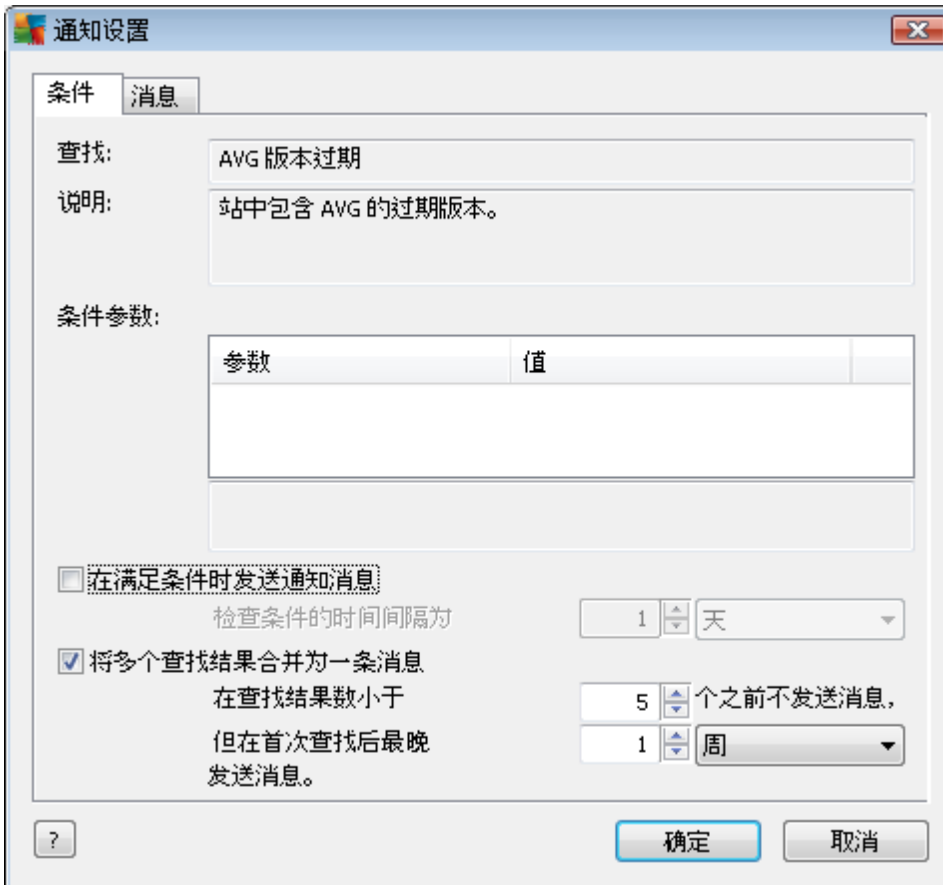 通知设置
条件 消息
查找: AVG 版本过期
说明: 站中包含 AVG 的过期版本。
条件参数:
参数 值
在满足条件时发送通知消息
检查条件的时间间隔为 1 天
将多个查找结果合并为一条消息
在查找结果数小于 5 个之前不发送消息，
但在首次查找后最晚 1 周
发送消息。
? 确定 取消